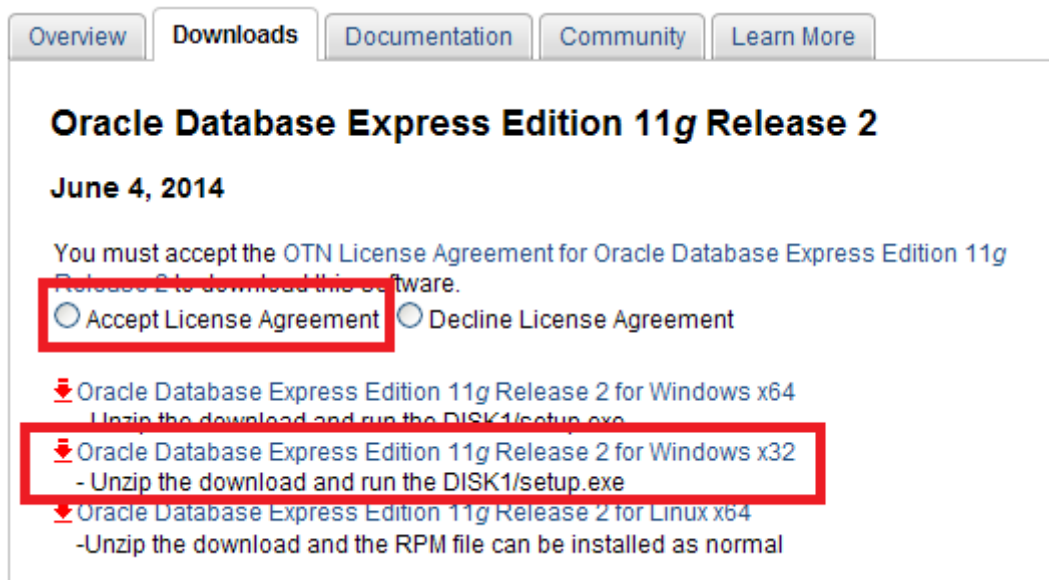 Overview Downloads Documentation Community Learn More
Oracle Database Express Edition 11g Release 2
June 4, 2014
You must accept the OTN License Agreement for Oracle Database Express Edition 11g
Release 2 to download this software.
Accept License Agreement Decline License Agreement
Oracle Database Express Edition 11g Release 2 for Windows x64
- Unzip the download and run the DISK1/setup.exe
Oracle Database Express Edition 11g Release 2 for Windows x32
- Unzip the download and run the DISK1/setup.exe
Oracle Database Express Edition 11g Release 2 for Linux x64
-Unzip the download and the RPM file can be installed as normal